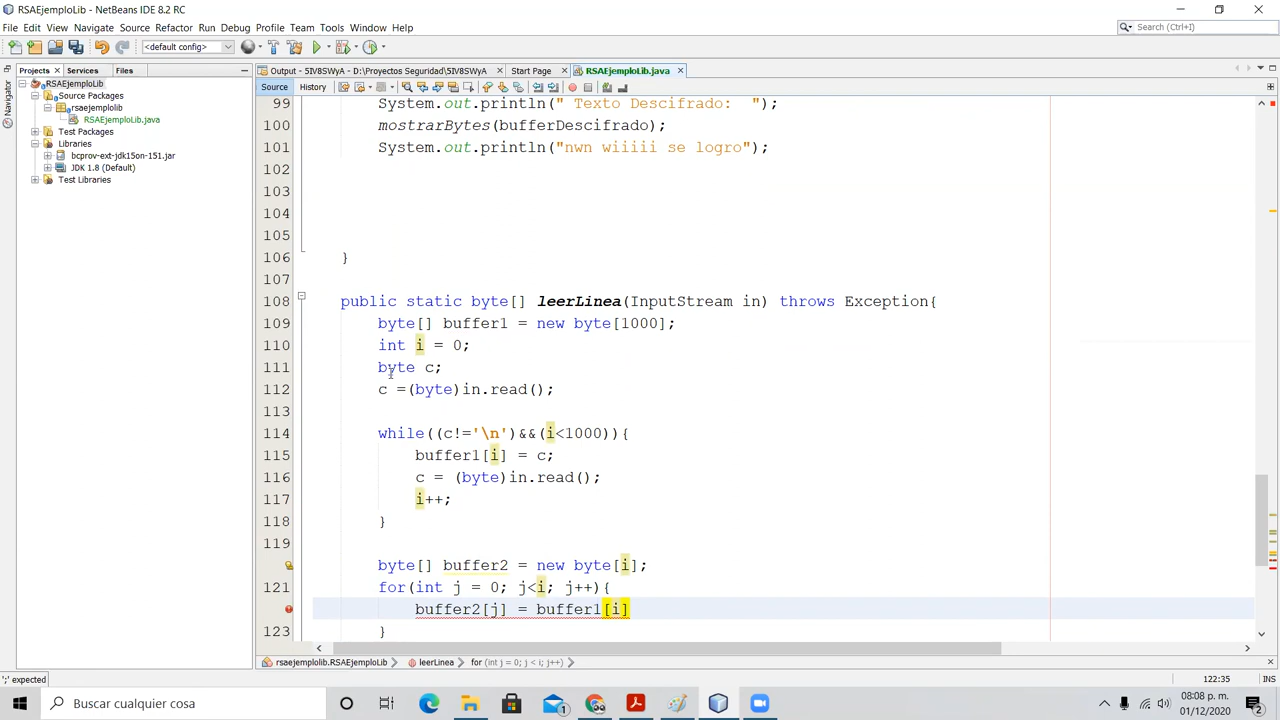 RSAEjemploLib - NetBeans IDE 8.2 RC
File Edit View Navigate Source Refactor Run Debug Profile Team Tools Window Help
Search (Ctrl+I)
<default config>
Projects Services Files
Output - 5IV8SWyA - D:\Proyectos Seguridad\5IV8SWyA Start Page RSAEjemploLib.java
Navigator
RSAEjemploLib
Source Packages
rsaejemplolib
RSAEjemploLib.java
Test Packages
Libraries
bcprov-ext-jdk15on-151.jar
JDK 1.8 (Default)
Test Libraries
Source History
99 System.out.println(" Texto Descifrado:  ");
100 mostrarBytes(bufferDescifrado);
101 System.out.println("nwn wiiiii se logro");
102
103
104
105
106 }
107
108 public static byte[] leerLinea(InputStream in) throws Exception{
109 byte[] buffer1 = new byte[1000];
110 int i = 0;
111 byte c;
112 c =(byte)in.read();
113
114 while((c!='\n')&&(i<1000)){
115 buffer1[i] = c;
116 c = (byte)in.read();
117 i++;
118 }
119
byte[] buffer2 = new byte[i];
121 for(int j = 0; j<i; j++){
buffer2[j] = buffer1[i]
123 }
rsaejemplolib.RSAEjemploLib leerLinea for (int j = 0; j < i; j++)
';' expected
122:35 INS
Buscar cualquier cosa
1
08:08 p. m.
01/12/2020
2